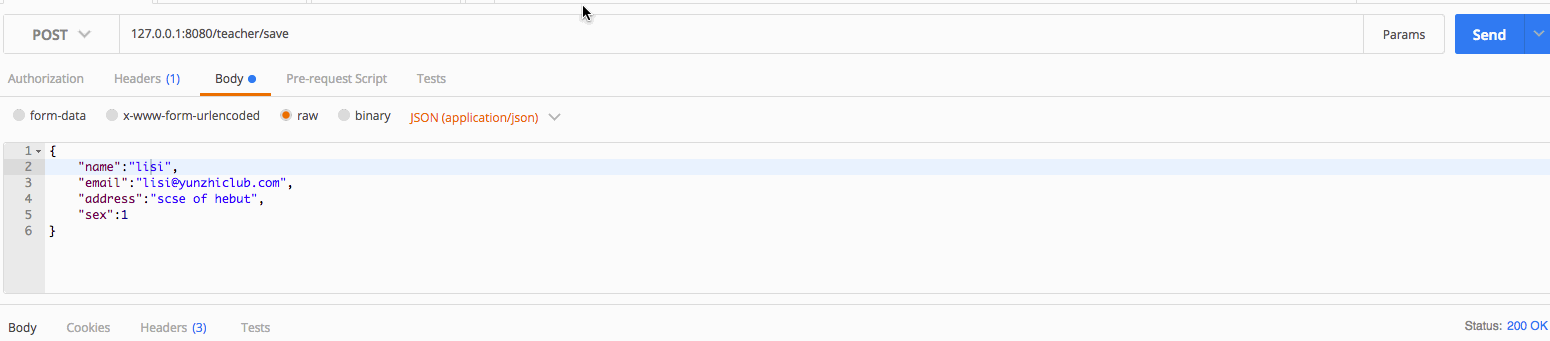 POST 127.0.0.1:8080/teacher/save Params Send
Authorization Headers (1) Body Pre-request Script Tests
form-data x-www-form-urlencoded raw binary JSON (application/json)
1 {
2 "name":"lisi",
3 "email":"lisi@yunzhiclub.com",
4 "address":"scse of hebut",
5 "sex":1
6 }
Body Cookies Headers (3) Tests Status: 200 OK